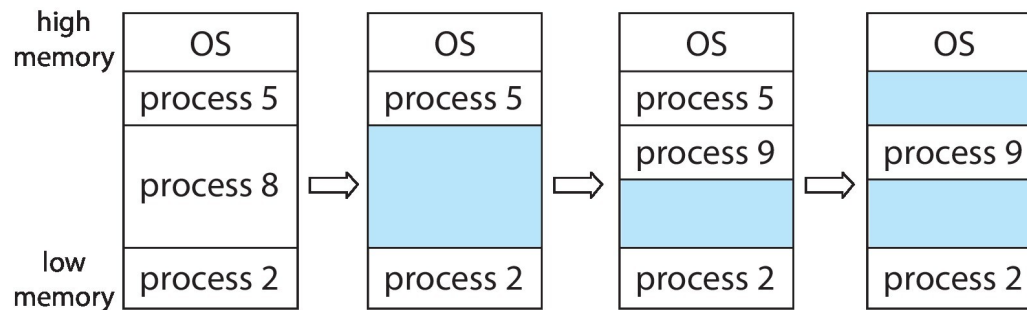 high
memory
OS
process 5
process 8
process 2
low
memory
OS
process 5
process 2
OS
process 5
process 9
process 2
OS
process 9
process 2